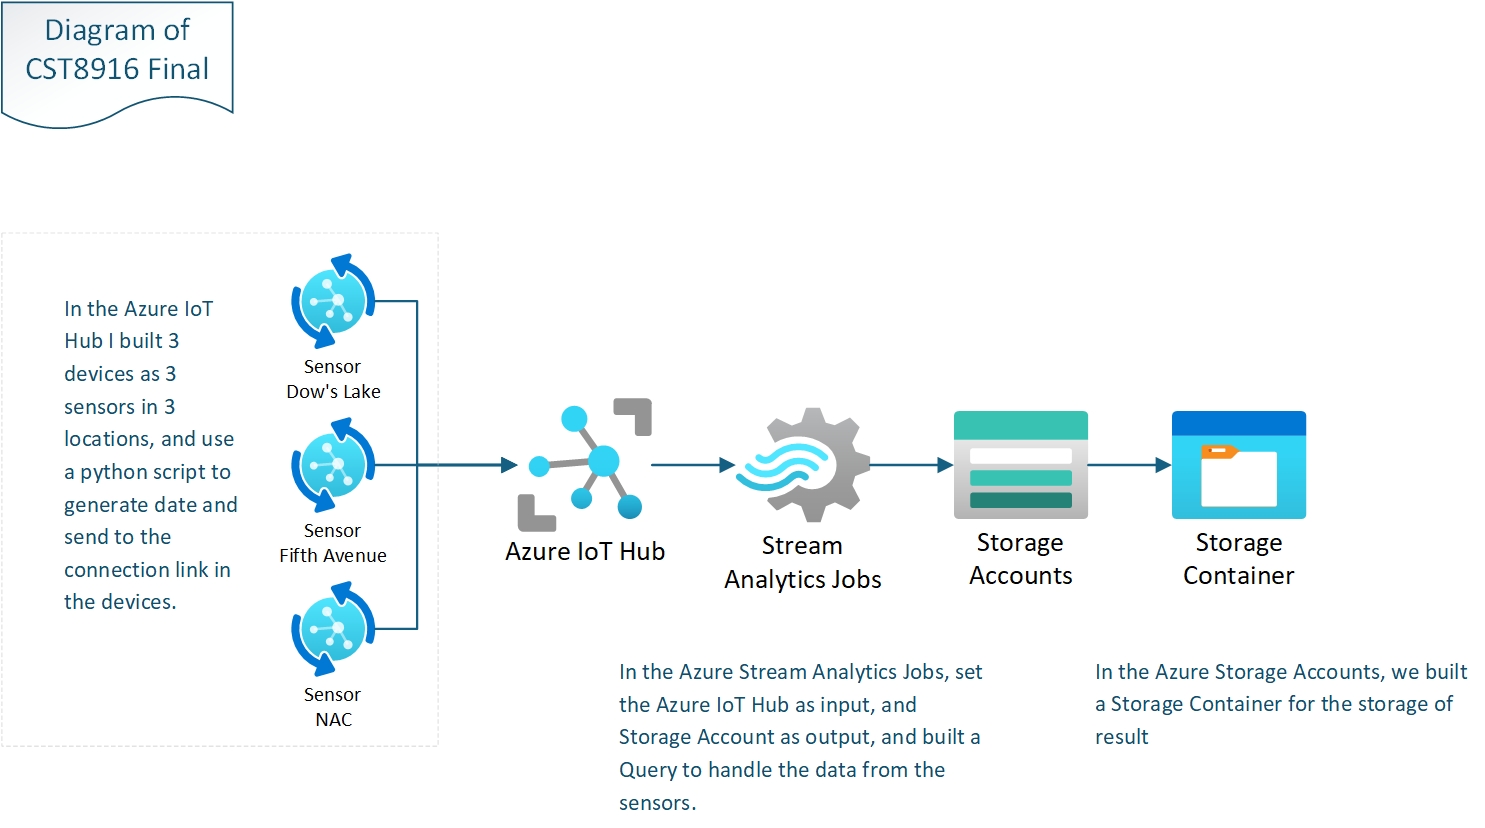 Diagram of
CST8916 Final
In the Azure IoT
Hub I built 3
devices as 3
sensors in 3
locations, and use
a python script to
generate date and
send to the
connection link in
the devices.
Sensor
Dow's Lake
Sensor
Fifth Avenue
Sensor
NAC
Azure IoT Hub
Stream
Analytics Jobs
Storage
Accounts
Storage
Container
In the Azure Stream Analytics Jobs, set
the Azure IoT Hub as input, and
Storage Account as output, and built a
Query to handle the data from the
sensors.
In the Azure Storage Accounts, we built
a Storage Container for the storage of
result